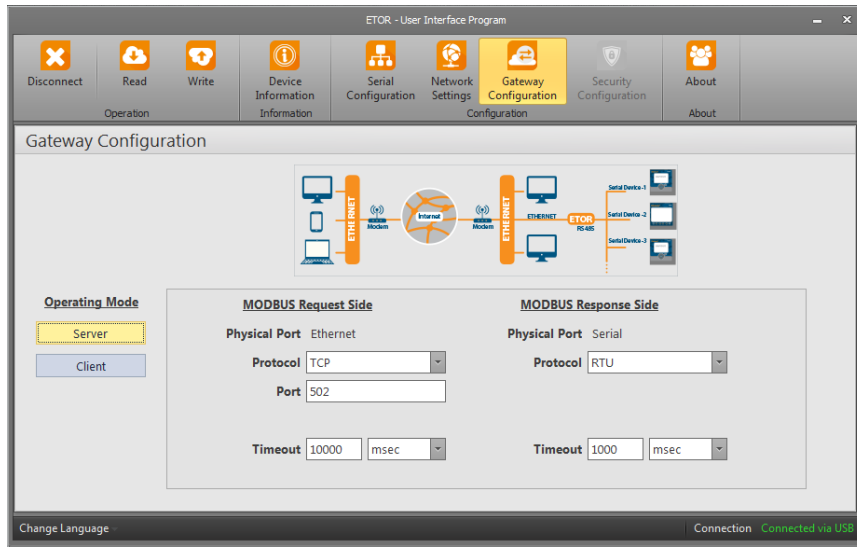 ETOR - User Interface Program
Disconnect
Read
Write
Device
Information
Serial
Configuration
Network
Settings
Gateway
Configuration
Security
Configuration
About
Operation
Information
Configuration
About
Gateway Configuration
ETHERNET
Modem
Internet
Modem
ETHERNET
ETHERNET
ETOR
RS485
Serial Device -1
Serial Device -2
Serial Device -3
Operating Mode
Server
Client
MODBUS Request Side
Physical Port Ethernet
Protocol TCP
Port 502
Timeout 10000 msec
MODBUS Response Side
Physical Port Serial
Protocol RTU
Timeout 1000 msec
Change Language
Connection Connected via USB